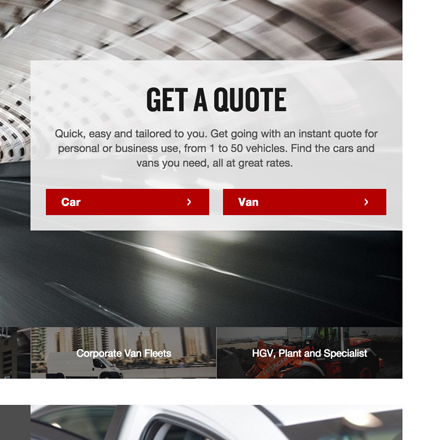 GET A QUOTE
Quick, easy and tailored to you. Get going with an instant quote for
personal or business use, from 1 to 50 vehicles. Find the cars and
vans you need, all at great rates.
Car
Van
Corporate Van Fleets
HGV, Plant and Specialist